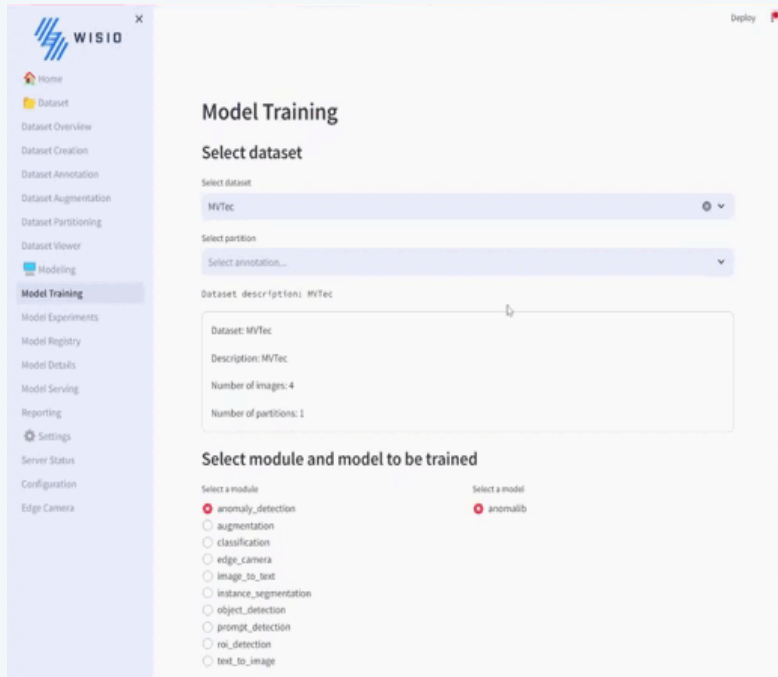 WISIO
Deploy
Home
Dataset
Dataset Overview
Dataset Creation
Dataset Annotation
Dataset Augmentation
Dataset Partitioning
Dataset Viewer
Modeling
Model Training
Model Experiments
Model Registry
Model Details
Model Serving
Reporting
Settings
Server Status
Configuration
Edge Camera
Model Training
Select dataset
Select dataset
MVTec
Select partition
Select annotation...
Dataset description: MVTec
Dataset: MVTec
Description: MVTec
Number of images: 4
Number of partitions: 1
Select module and model to be trained
Select a module
anomaly_detection
augmentation
classification
edge_camera
image_to_text
instance_segmentation
object_detection
prompt_detection
roi_detection
text_to_image
Select a model
anomalib